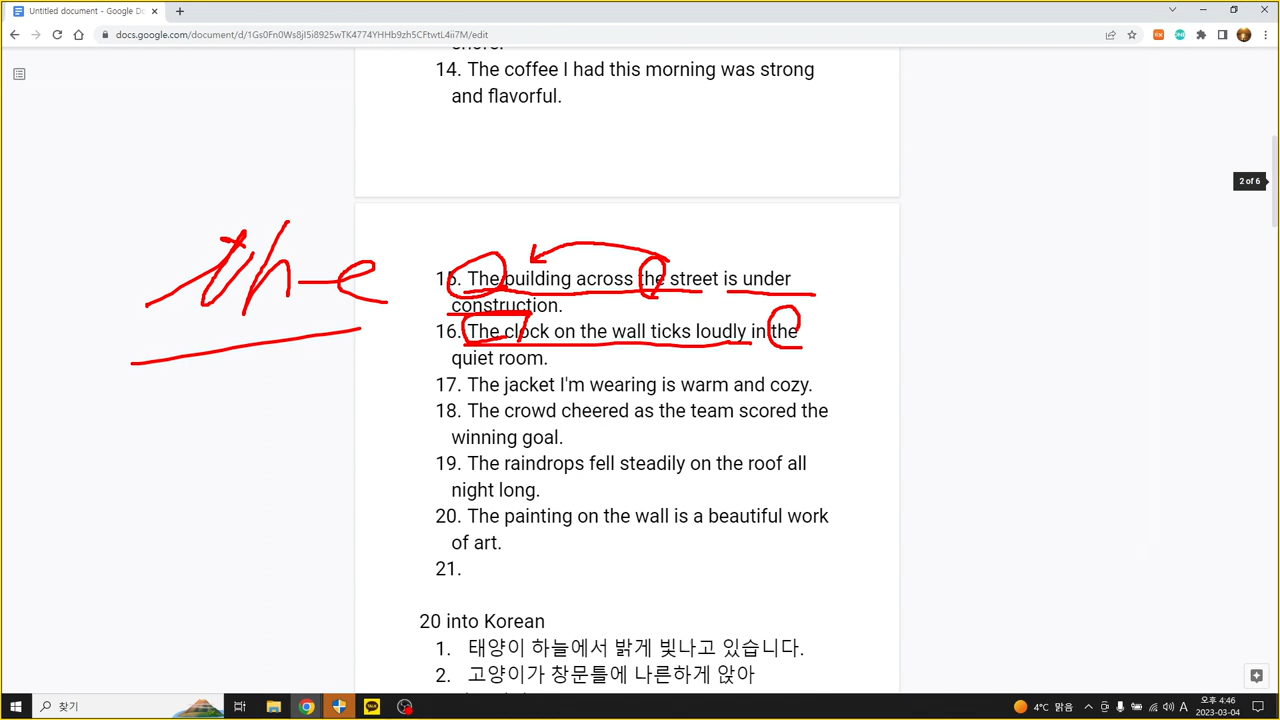 Untitled document - Google Do
docs.google.com/document/d/1Gs0Fn0Ws8jI5i8925wTK4774YHHb9zh5CFtwtL4ii7M/edit
14. The coffee I had this morning was strong
and flavorful.
2 of 6
the
15. The building across the street is under
construction.
16. The clock on the wall ticks loudly in the
quiet room.
17. The jacket I'm wearing is warm and cozy.
18. The crowd cheered as the team scored the
winning goal.
19. The raindrops fell steadily on the roof all
night long.
20. The painting on the wall is a beautiful work
of art.
21.
20 into Korean
1. 태양이 하늘에서 밝게 빛나고 있습니다.
2. 고양이가 창문틀에 나른하게 앉아
찾기
TALK
4°C 맑음
A
오후 4:46
2023-03-04